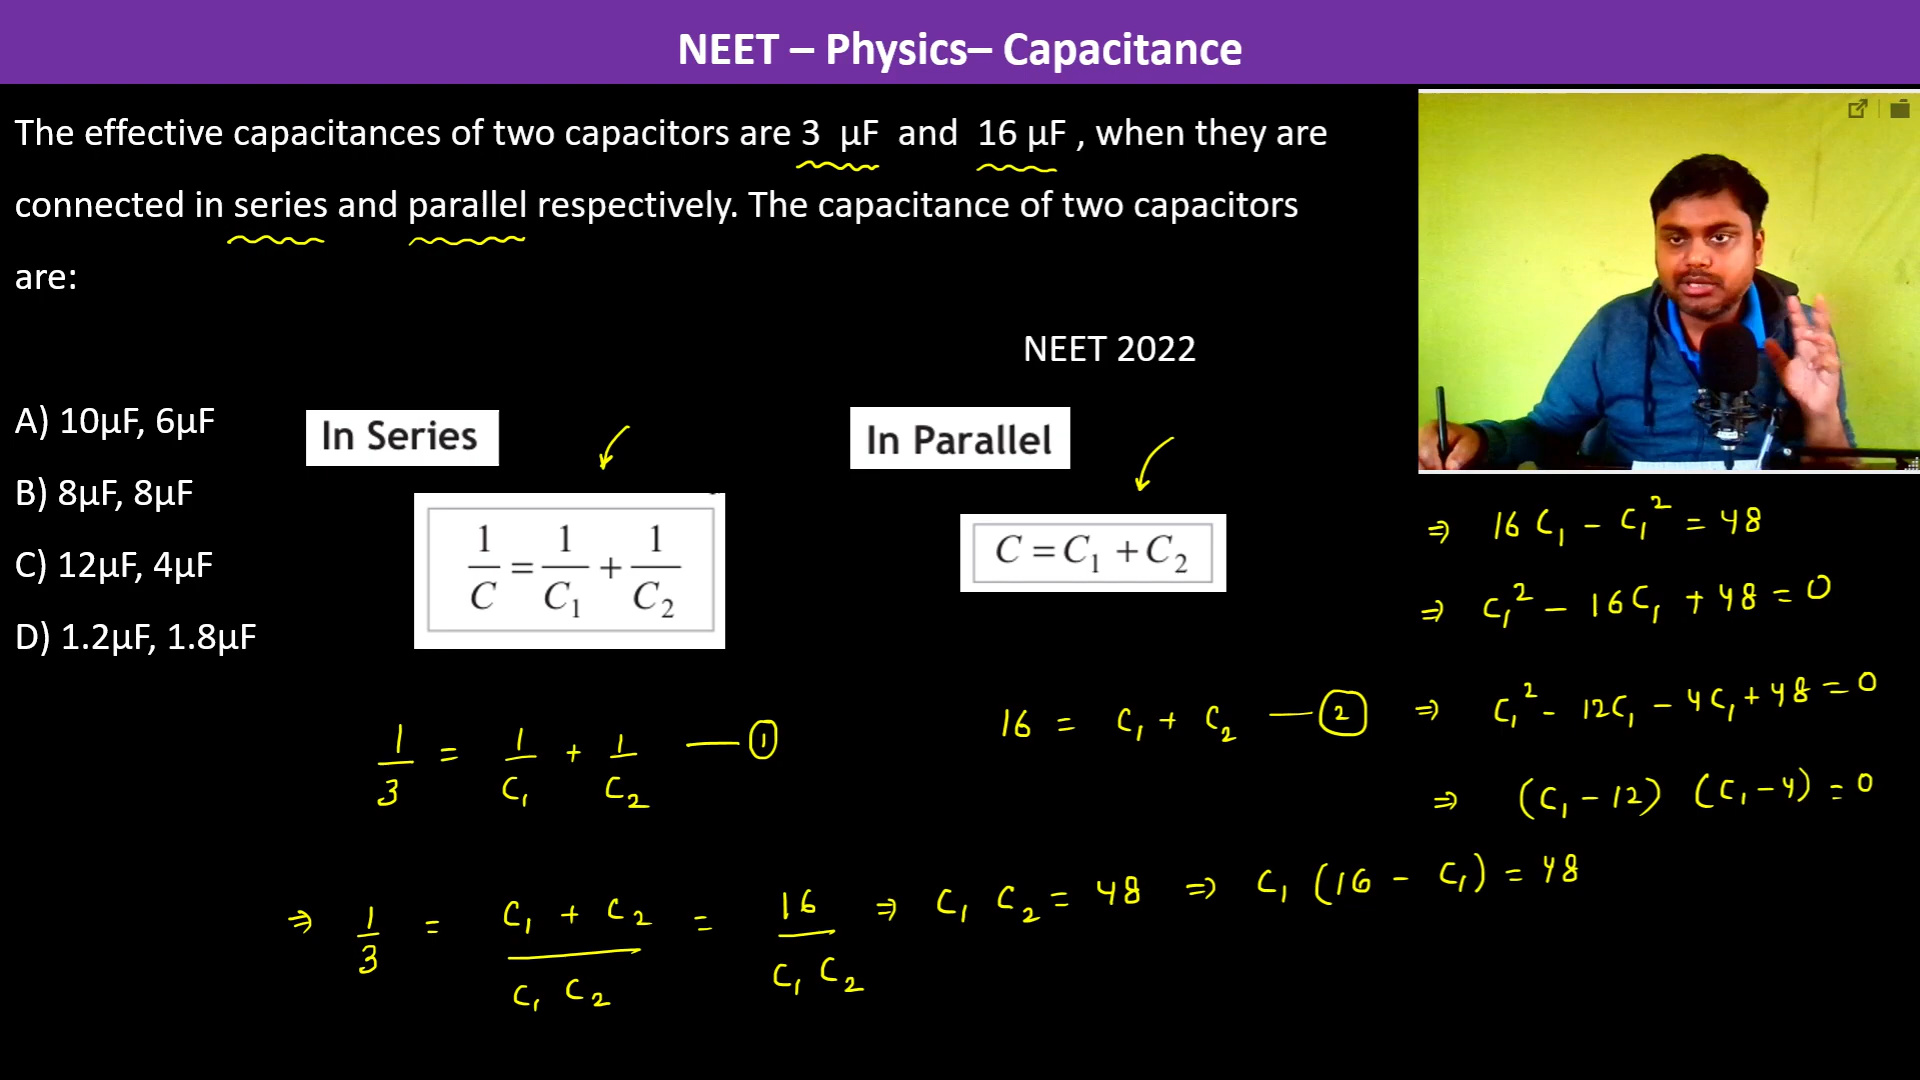 NEET – Physics– Capacitance
The effective capacitances of two capacitors are 3 µF and 16 µF , when they are
connected in series and parallel respectively. The capacitance of two capacitors
are:
NEET 2022
A) 10µF, 6µF
B) 8µF, 8µF
C) 12µF, 4µF
D) 1.2µF, 1.8µF
In Series
1/C = 1/C₁ + 1/C₂
In Parallel
C = C₁ + C₂
1/3 = 1/C₁ + 1/C₂ — ①
16 = C₁ + C₂ — ②
⇒ 1/3 = (C₁ + C₂)/(C₁ C₂) = 16/(C₁ C₂) ⇒ C₁ C₂ = 48 ⇒ C₁ (16 - C₁) = 48
⇒ 16 C₁ - C₁² = 48
⇒ C₁² - 16C₁ + 48 = 0
⇒ C₁² - 12C₁ - 4C₁ + 48 = 0
⇒ (C₁ - 12) (C₁ - 4) = 0